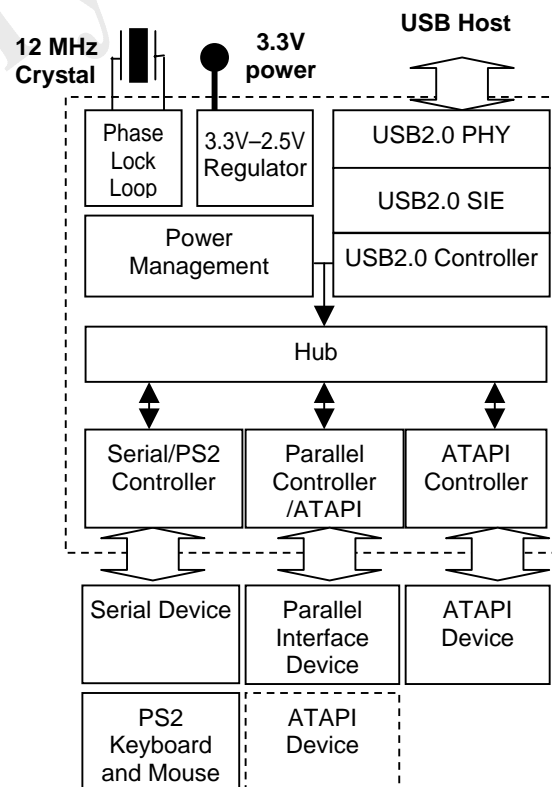 12 MHz
Crystal
3.3V
power
USB Host
Phase
Lock
Loop
3.3V–2.5V
Regulator
USB2.0 PHY
USB2.0 SIE
Power
Management
USB2.0 Controller
Hub
Serial/PS2
Controller
Parallel
Controller
/ATAPI
ATAPI
Controller
Serial Device
Parallel
Interface
Device
ATAPI
Device
PS2
Keyboard
and Mouse
ATAPI
Device